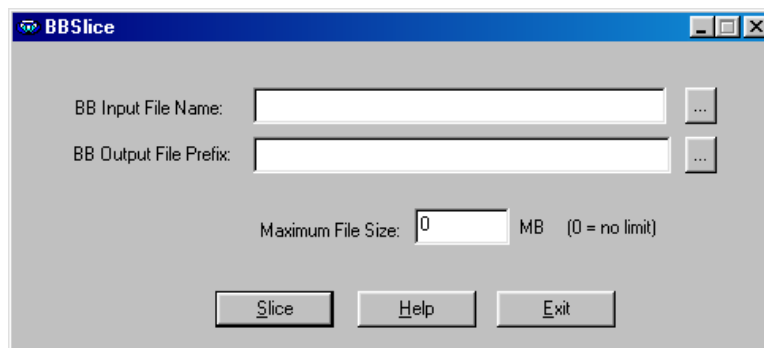 BBSlice
BB Input File Name: ...
BB Output File Prefix: ...
Maximum File Size: 0 MB (0 = no limit)
Slice Help Exit